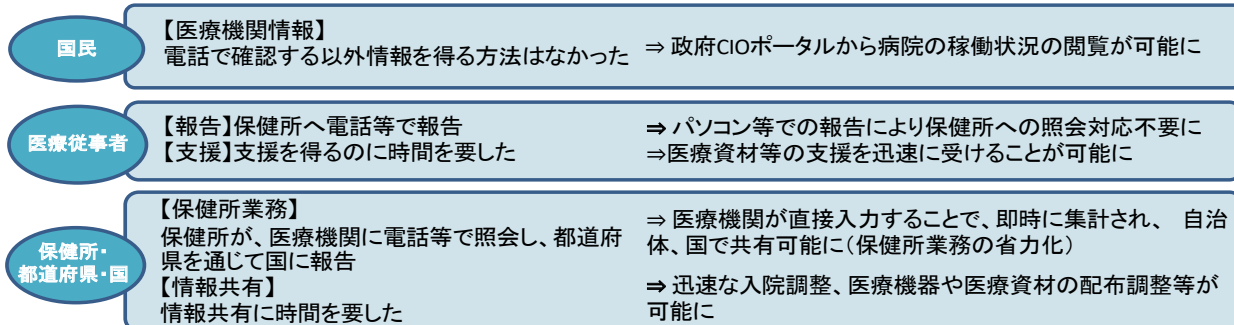 国民
【医療機関情報】
電話で確認する以外情報を得る方法はなかった
⇒ 政府CIOポータルから病院の稼働状況の閲覧が可能に
医療従事者
【報告】保健所へ電話等で報告
【支援】支援を得るのに時間を要した
⇒ パソコン等での報告により保健所への照会対応不要に
⇒医療資材等の支援を迅速に受けることが可能に
保健所・
都道府県・国
【保健所業務】
保健所が、医療機関に電話等で照会し、都道府
県を通じて国に報告
【情報共有】
情報共有に時間を要した
⇒ 医療機関が直接入力することで、即時に集計され、 自治
体、国で共有可能に（保健所業務の省力化）
⇒ 迅速な入院調整、医療機器や医療資材の配布調整等が
可能に